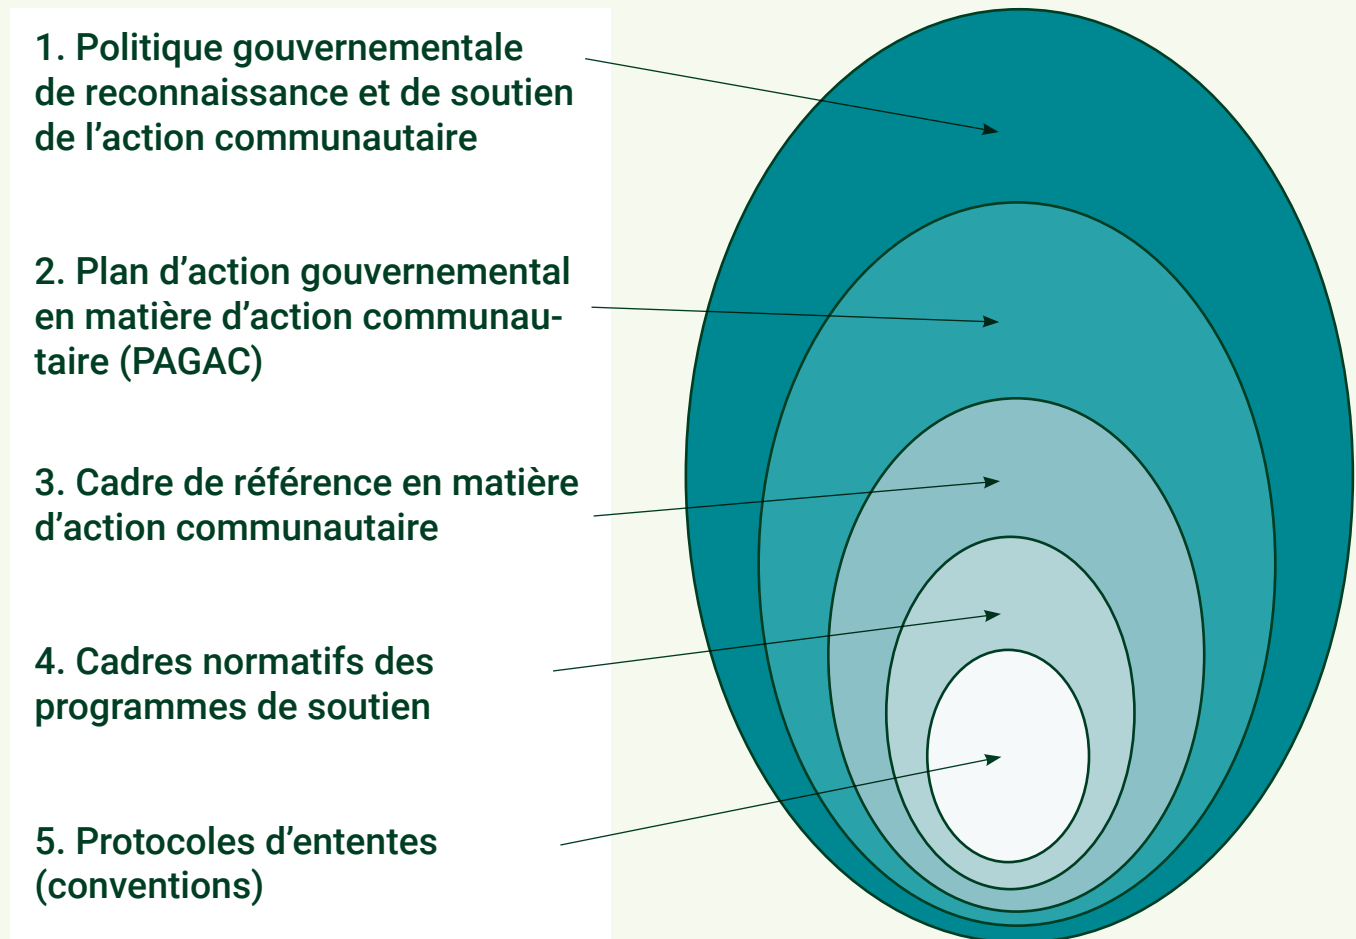 1. Politique gouvernementale
de reconnaissance et de soutien
de l’action communautaire
2. Plan d’action gouvernemental
en matière d’action communau-
taire (PAGAC)
3. Cadre de référence en matière
d’action communautaire
4. Cadres normatifs des
programmes de soutien
5. Protocoles d’ententes
(conventions)